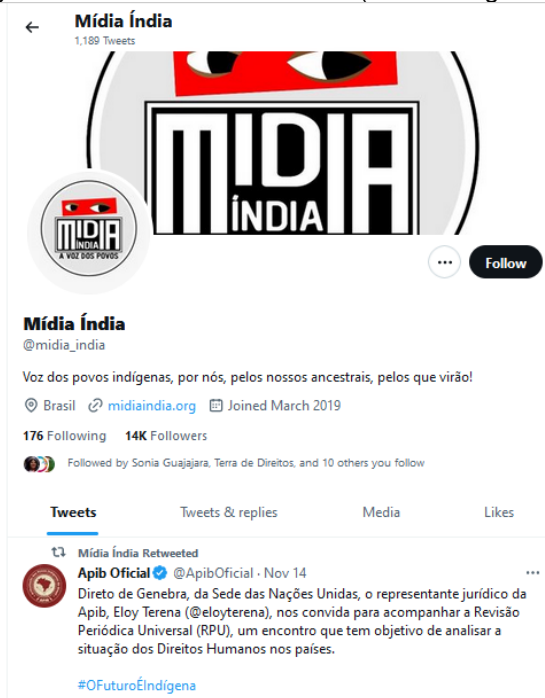 Mídia Índia
1,189 Tweets
MIDIA
ÍNDIA
MIDIA
ÍNDIA
A VOZ DOS POVOS
Follow
Mídia Índia
@midia_india
Voz dos povos indígenas, por nós, pelos nossos ancestrais, pelos que virão!
Brasil midiaindia.org Joined March 2019
176 Following 14K Followers
Followed by Sonia Guajajara, Terra de Direitos, and 10 others you follow
Tweets Tweets & replies Media Likes
Mídia Índia Retweeted
Apib Oficial @ApibOficial · Nov 14
Direto de Genebra, da Sede das Nações Unidas, o representante jurídico da
Apib, Eloy Terena (@eloyterena), nos convida para acompanhar a Revisão
Periódica Universal (RPU), um encontro que tem objetivo de analisar a
situação dos Direitos Humanos nos países.
#OFuturoÉIndígena